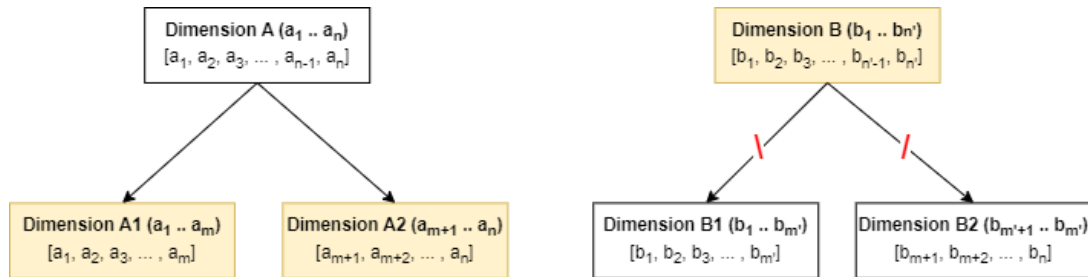 Dimension A (a₁ .. aₙ)
[a₁, a₂, a₃, ... , aₙ₋₁, aₙ]
Dimension B (b₁ .. bn')
[b₁, b₂, b₃, ... , bₙ'₋₁, bₙ']
Dimension A1 (a₁ .. aₘ)
[a₁, a₂, a₃, ... , aₘ]
Dimension A2 (aₘ₊₁ .. aₙ)
[aₘ₊₁, aₘ₊₂, ... , aₙ]
Dimension B1 (b₁ .. bₘ')
[b₁, b₂, b₃, ... , bₘ']
Dimension B2 (bₘ'₊₁ .. bₘ')
[bₘ₊₁, bₘ₊₂, ... , bₙ]